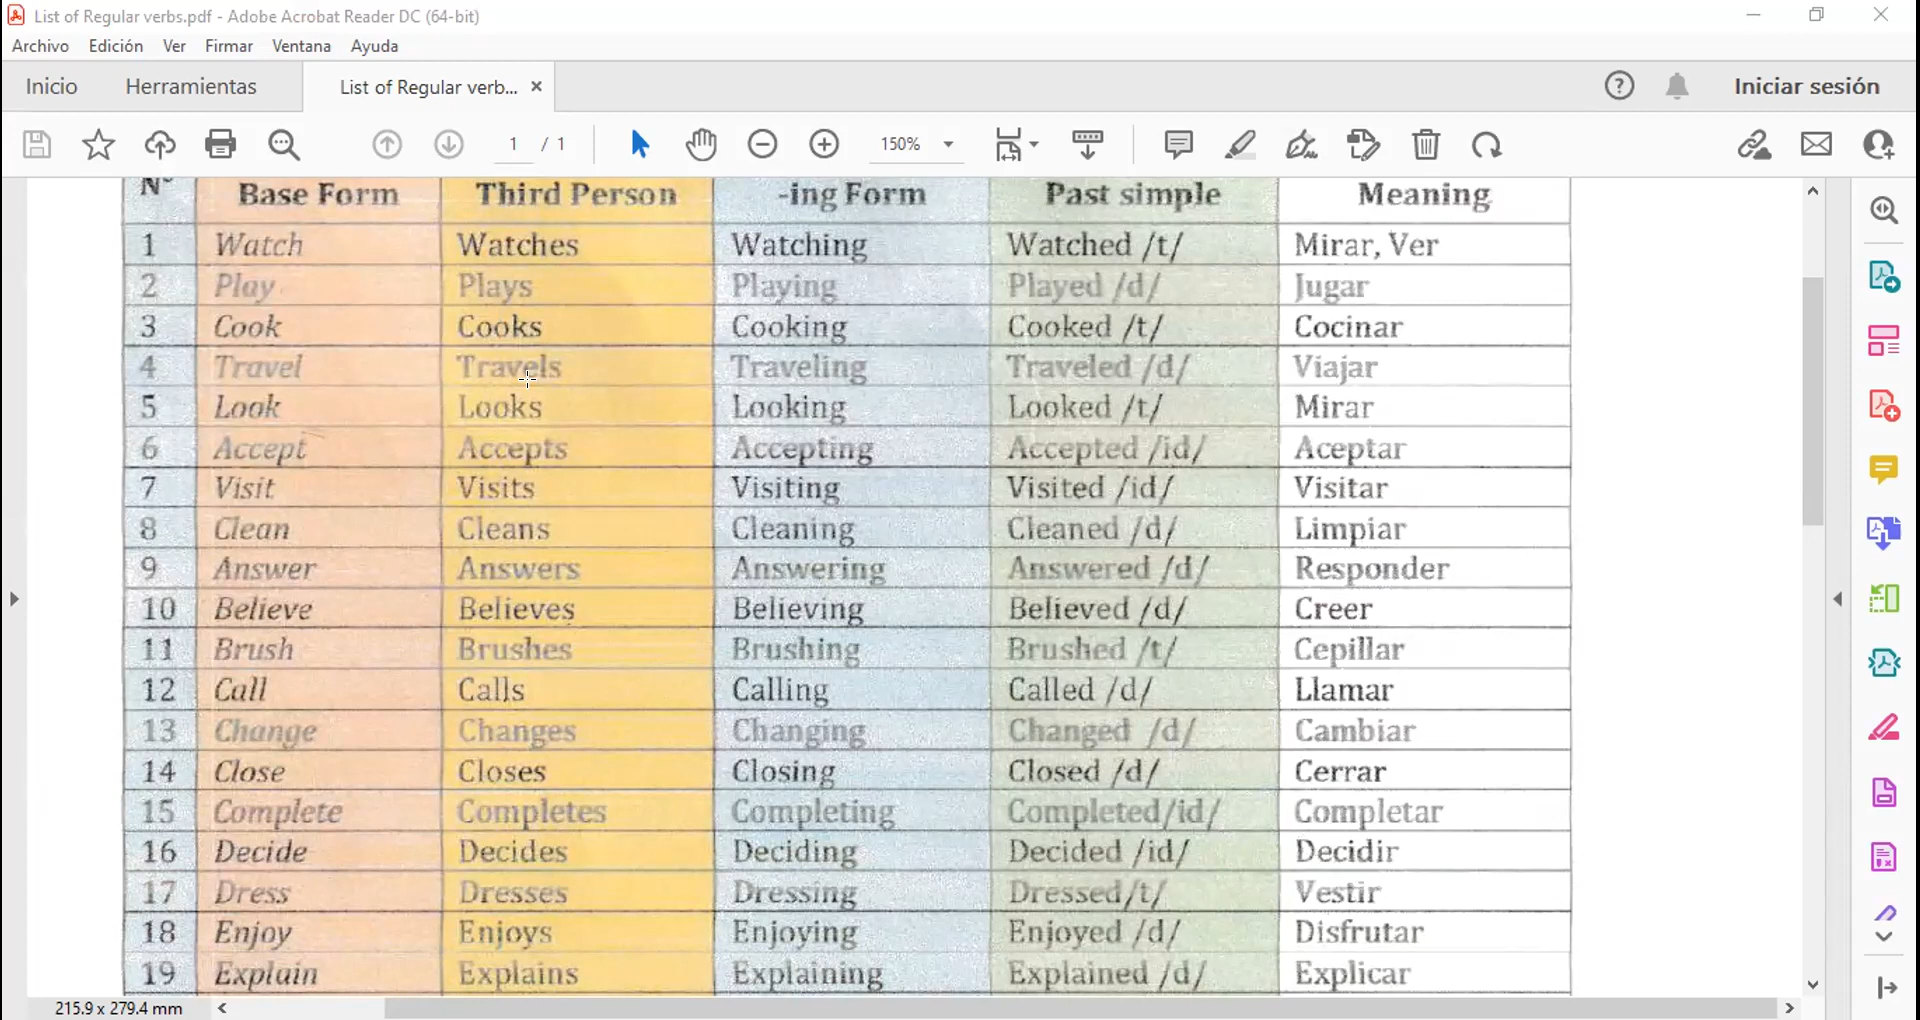 List of Regular verbs.pdf - Adobe Acrobat Reader DC (64-bit)
Archivo Edición Ver Firmar Ventana Ayuda
Inicio Herramientas List of Regular verb... Iniciar sesión
1 / 1 150%
N° Base Form Third Person -ing Form Past simple Meaning
1 Watch Watches Watching Watched /t/ Mirar, Ver
2 Play Plays Playing Played /d/ Jugar
3 Cook Cooks Cooking Cooked /t/ Cocinar
4 Travel Travels Traveling Traveled /d/ Viajar
5 Look Looks Looking Looked /t/ Mirar
6 Accept Accepts Accepting Accepted /id/ Aceptar
7 Visit Visits Visiting Visited /id/ Visitar
8 Clean Cleans Cleaning Cleaned /d/ Limpiar
9 Answer Answers Answering Answered /d/ Responder
10 Believe Believes Believing Believed /d/ Creer
11 Brush Brushes Brushing Brushed /t/ Cepillar
12 Call Calls Calling Called /d/ Llamar
13 Change Changes Changing Changed /d/ Cambiar
14 Close Closes Closing Closed /d/ Cerrar
15 Complete Completes Completing Completed/id/ Completar
16 Decide Decides Deciding Decided /id/ Decidir
17 Dress Dresses Dressing Dressed/t/ Vestir
18 Enjoy Enjoys Enjoying Enjoyed /d/ Disfrutar
19 Explain Explains Explaining Explained /d/ Explicar
215.9 x 279.4 mm